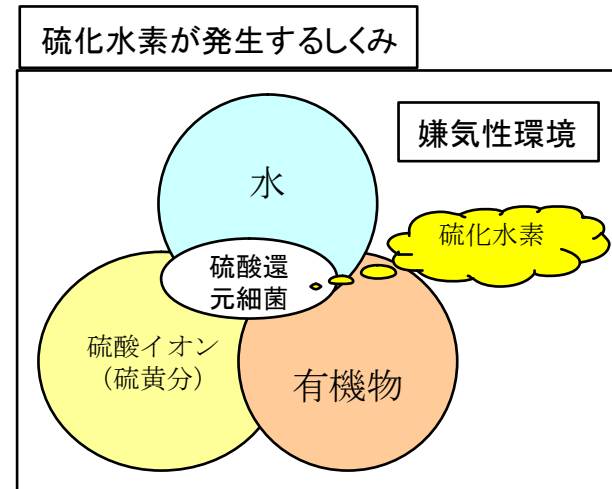 硫化水素が発生するしくみ
嫌気性環境
水
硫化水素
硫酸還
元細菌
硫酸イオン
（硫黄分）
有機物